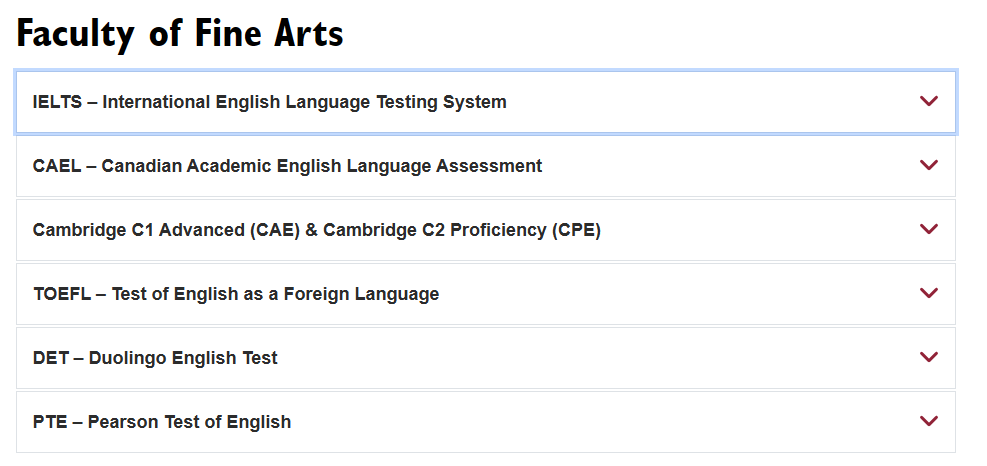 Faculty of Fine Arts
IELTS – International English Language Testing System
CAEL – Canadian Academic English Language Assessment
Cambridge C1 Advanced (CAE) & Cambridge C2 Proficiency (CPE)
TOEFL – Test of English as a Foreign Language
DET – Duolingo English Test
PTE – Pearson Test of English